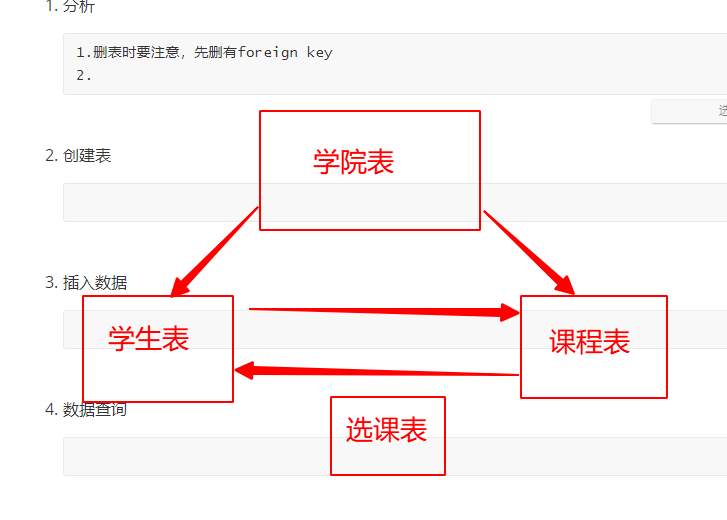 1. 分析
1.删表时要注意，先删有foreign key
2.
2. 创建表
学院表
3. 插入数据
学生表
课程表
4. 数据查询
选课表